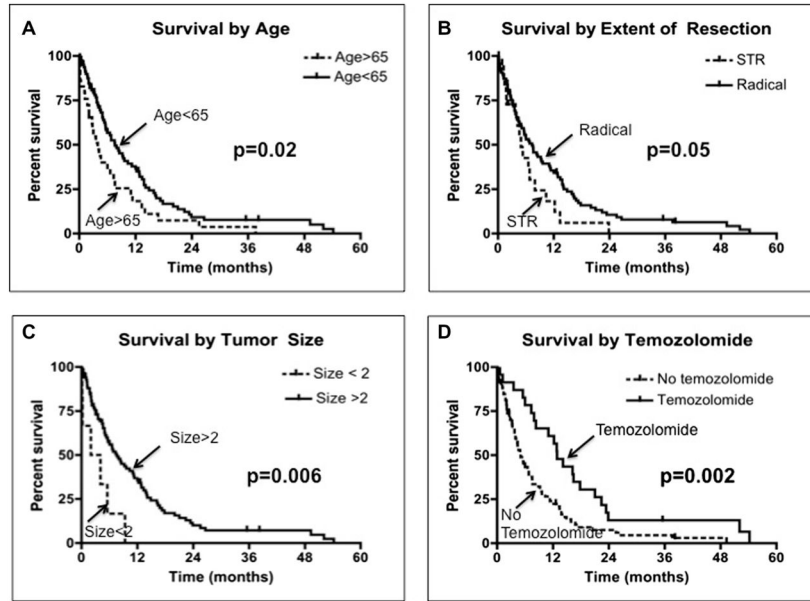 A
Survival by Age
Age>65
Age<65
Percent survival
100
75
50
25
0
Age<65
p=0.02
Age>65
0 12 24 36 48 60
Time (months)
B
Survival by Extent of Resection
STR
Radical
Percent survival
100
75
50
25
0
Radical
p=0.05
STR
0 12 24 36 48 60
Time (months)
C
Survival by Tumor Size
Size < 2
Size >2
Percent survival
100
75
50
25
0
Size>2
p=0.006
Size<2
0 12 24 36 48 60
Time (months)
D
Survival by Temozolomide
No temozolomide
Temozolomide
Percent survival
100
75
50
25
0
Temozolomide
p=0.002
No
Temozolomide
0 12 24 36 48 60
Time (months)